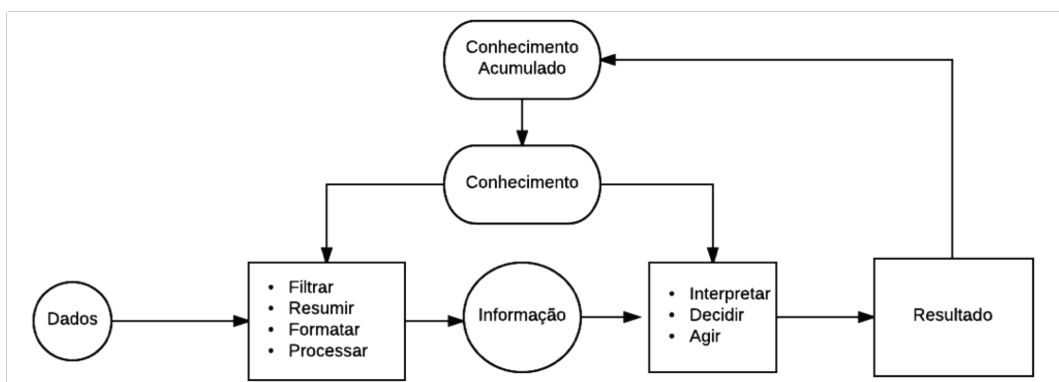 Conhecimento
Acumulado
Conhecimento
Dados
• Filtrar
• Resumir
• Formatar
• Processar
Informação
• Interpretar
• Decidir
• Agir
Resultado